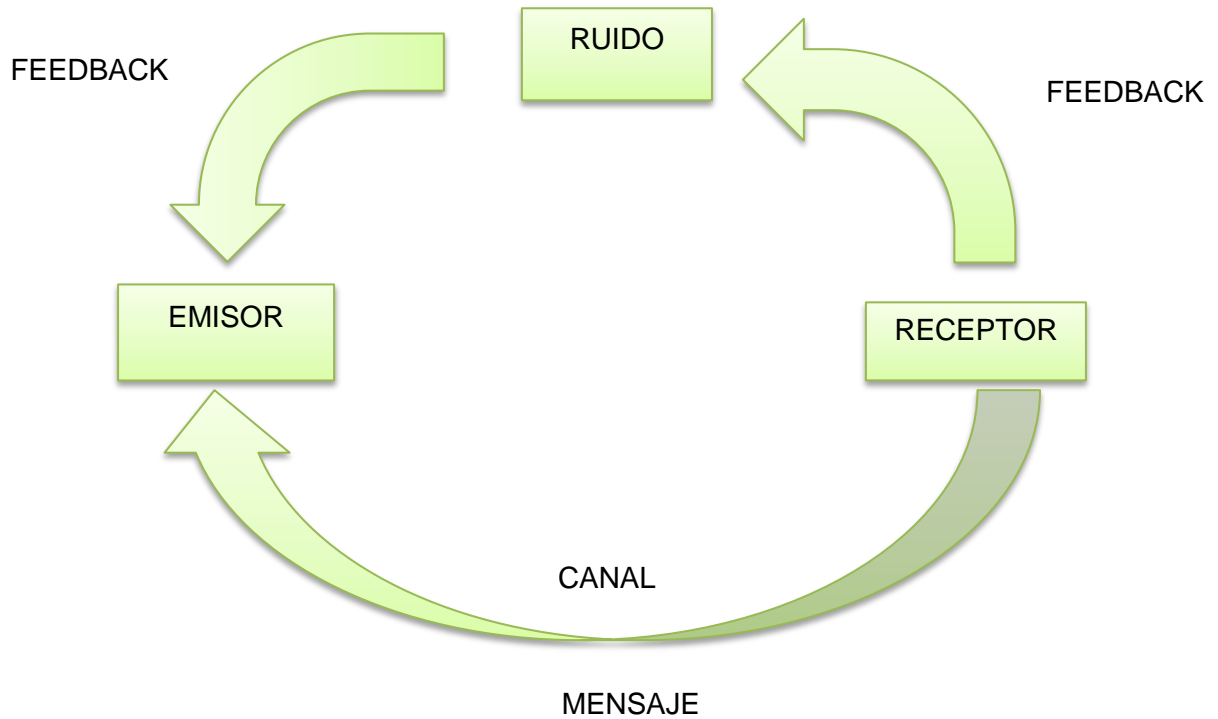 RUIDO
FEEDBACK
FEEDBACK
EMISOR
RECEPTOR
CANAL
MENSAJE